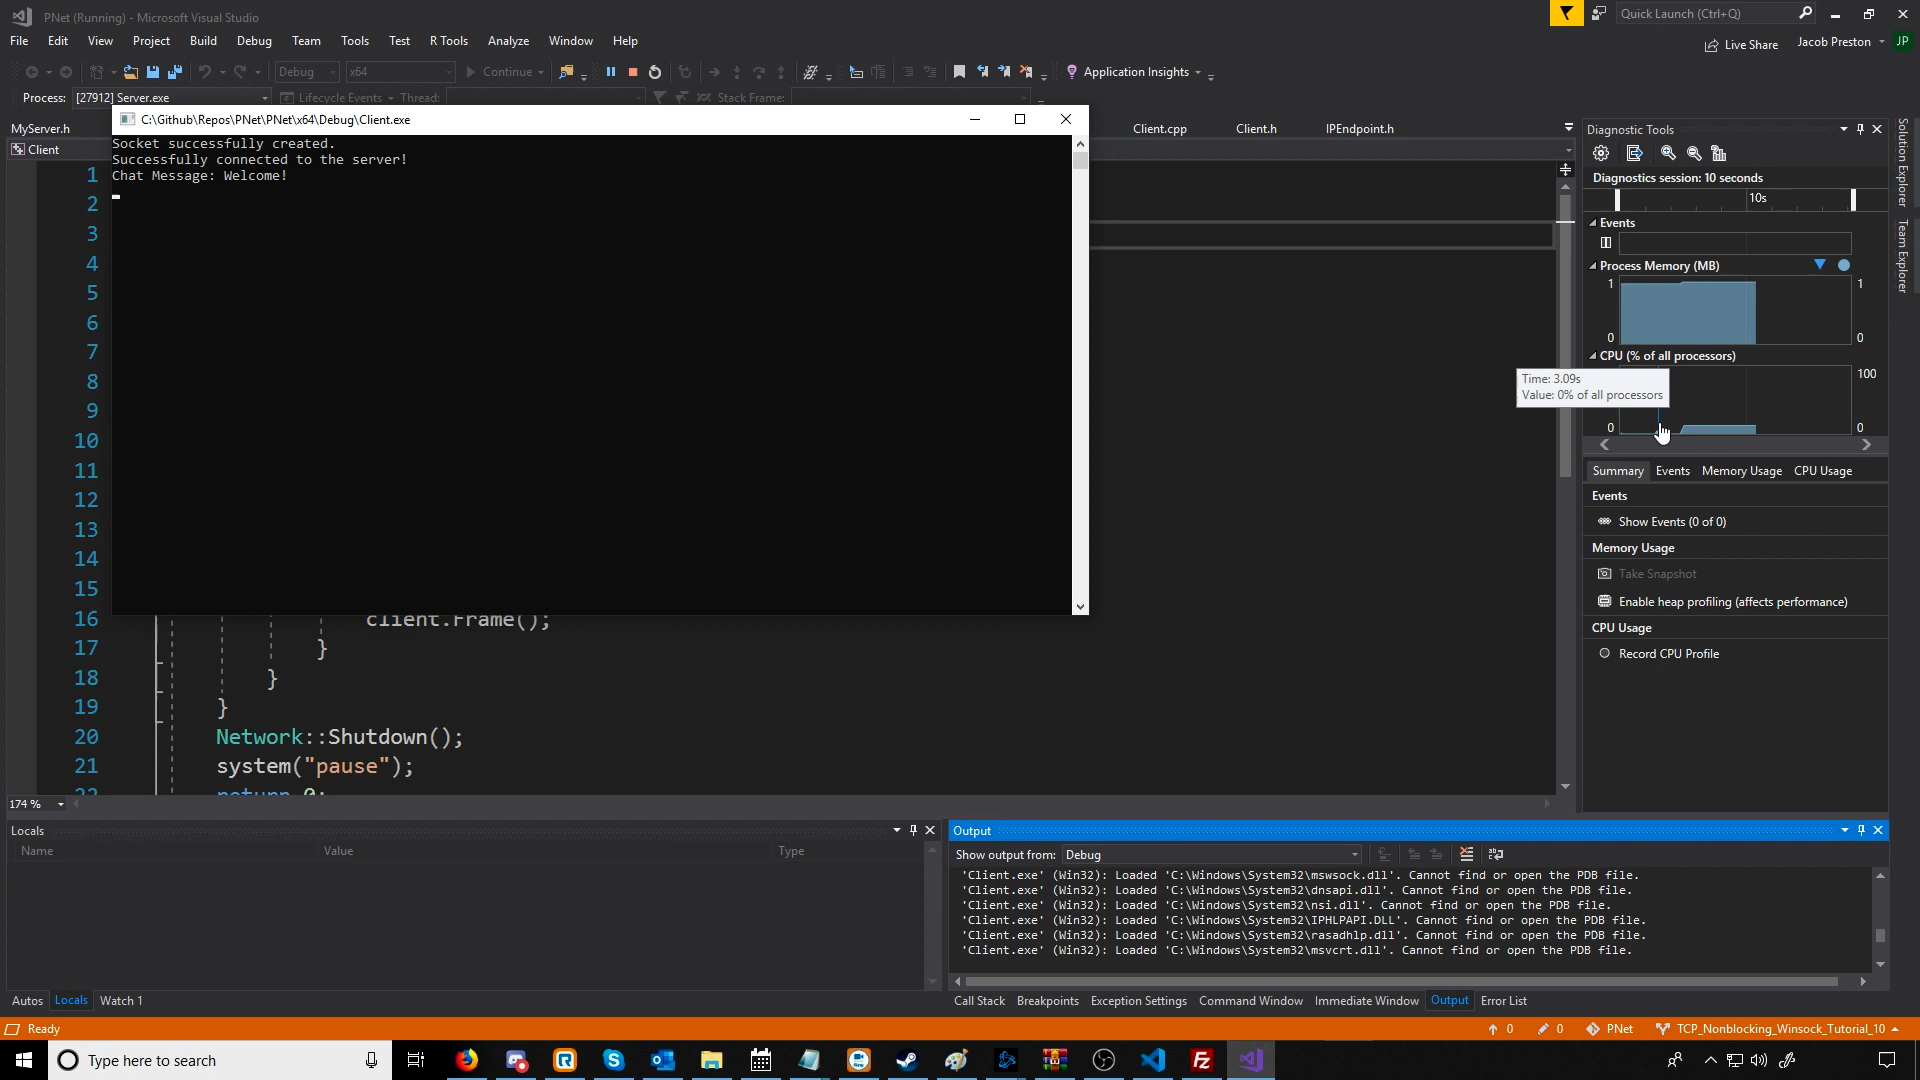 PNet (Running) - Microsoft Visual Studio
Quick Launch (Ctrl+Q)
File Edit View Project Build Debug Team Tools Test R Tools Analyze Window Help
Live Share Jacob Preston JP
Debug x64 Continue Application Insights
Process: [27912] Server.exe Lifecycle Events Thread: Stack Frame:
C:\Github\Repos\PNet\PNet\x64\Debug\Client.exe
MyServer.h Client.cpp Client.h IPEndpoint.h
Client
Socket successfully created.
Successfully connected to the server!
Chat Message: Welcome!
1
2
3
4
5
6
7
8
9
10
11
12
13
14
15
16 client.Frame();
17 }
18 }
19 }
20 Network::Shutdown();
21 system("pause");
22 return 0;
174 %
Diagnostic Tools
Diagnostics session: 10 seconds
10s
Events
Process Memory (MB)
1 1
0 0
CPU (% of all processors)
100
Time: 3.09s
Value: 0% of all processors
0 0
Summary Events Memory Usage CPU Usage
Events
Show Events (0 of 0)
Memory Usage
Take Snapshot
Enable heap profiling (affects performance)
CPU Usage
Record CPU Profile
Solution Explorer
Team Explorer
Locals
Name Value Type
Autos Locals Watch 1
Output
Show output from: Debug
'Client.exe' (Win32): Loaded 'C:\Windows\System32\mswsock.dll'. Cannot find or open the PDB file.
'Client.exe' (Win32): Loaded 'C:\Windows\System32\dnsapi.dll'. Cannot find or open the PDB file.
'Client.exe' (Win32): Loaded 'C:\Windows\System32\nsi.dll'. Cannot find or open the PDB file.
'Client.exe' (Win32): Loaded 'C:\Windows\System32\IPHLPAPI.DLL'. Cannot find or open the PDB file.
'Client.exe' (Win32): Loaded 'C:\Windows\System32\rasadhlp.dll'. Cannot find or open the PDB file.
'Client.exe' (Win32): Loaded 'C:\Windows\System32\msvcrt.dll'. Cannot find or open the PDB file.
Call Stack Breakpoints Exception Settings Command Window Immediate Window Output Error List
Ready 0 0 PNet TCP_Nonblocking_Winsock_Tutorial_10
Type here to search